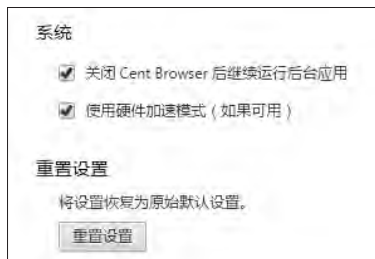 系统
关闭 Cent Browser 后继续运行后台应用
使用硬件加速模式（如果可用）
重置设置
将设置恢复为原始默认设置。
重置设置